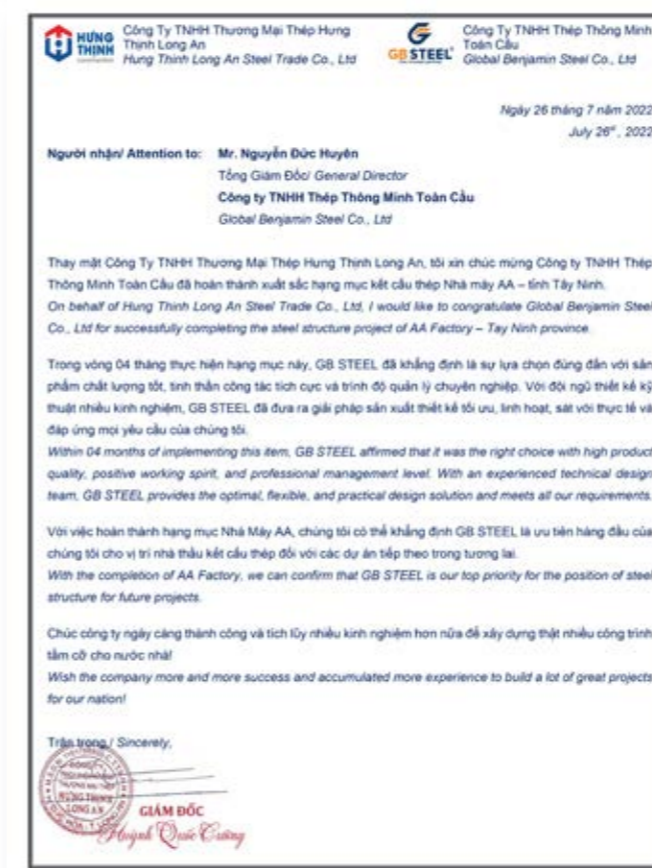 HƯNG THỊNH
Công Ty TNHH Thương Mại Thép Hưng
Thịnh Long An
Hung Thinh Long An Steel Trade Co., Ltd
GB STEEL
Công Ty TNHH Thép Thông Minh
Toàn Cầu
Global Benjamin Steel Co., Ltd
Ngày 26 tháng 7 năm 2022
July 26st, 2022
Người nhận/ Attention to: Mr. Nguyễn Đức Huyên
Tổng Giám Đốc/ General Director
Công ty TNHH Thép Thông Minh Toàn Cầu
Global Benjamin Steel Co., Ltd
Thay mặt Công Ty TNHH Thương Mại Thép Hưng Thịnh Long An, tôi xin chúc mừng Công ty TNHH Thép
Thông Minh Toàn Cầu đã hoàn thành xuất sắc hạng mục kết cấu thép Nhà máy AA – tỉnh Tây Ninh.
On behalf of Hung Thinh Long An Steel Trade Co., Ltd, I would like to congratulate Global Benjamin Steel
Co., Ltd for successfully completing the steel structure project of AA Factory – Tay Ninh province.
Trong vòng 04 tháng thực hiện hạng mục này, GB STEEL đã khẳng định là sự lựa chọn đúng đắn với sản
phẩm chất lượng tốt, tinh thần công tác tích cực và trình độ quản lý chuyên nghiệp. Với đội ngũ thiết kế kỹ
thuật nhiều kinh nghiệm, GB STEEL đã đưa ra giải pháp sản xuất thiết kế tối ưu, linh hoạt, sát với thực tế và
đáp ứng mọi yêu cầu của chúng tôi.
Within 04 months of implementing this item, GB STEEL affirmed that it was the right choice with high product
quality, positive working spirit, and professional management level. With an experienced technical design
team, GB STEEL provides the optimal, flexible, and practical design solution and meets all our requirements.
Với việc hoàn thành hạng mục Nhà Máy AA, chúng tôi có thể khẳng định GB STEEL là ưu tiên hàng đầu của
chúng tôi cho vị trí nhà thầu kết cấu thép đối với các dự án tiếp theo trong tương lai.
With the completion of AA Factory, we can confirm that GB STEEL is our top priority for the position of steel
structure for future projects.
Chúc công ty ngày càng thành công và tích lũy nhiều kinh nghiệm hơn nữa để xây dựng thật nhiều công trình
tầm cỡ cho nước nhà!
Wish the company more and more success and accumulated more experience to build a lot of great projects
for our nation!
Trân trọng / Sincerely,
HƯNG THỊNH
LONG AN
GIÁM ĐỐC
Huỳnh Quốc Cường